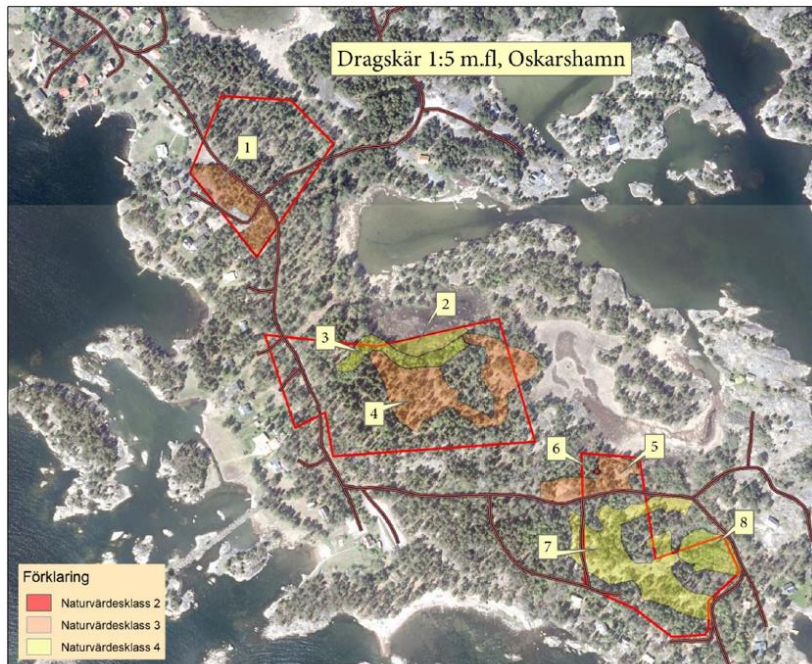 Dragskär 1:5 m.fl, Oskarshamn
1
2
3
4
6
5
8
7
Förklaring
Naturvärdesklass 2
Naturvärdesklass 3
Naturvärdesklass 4